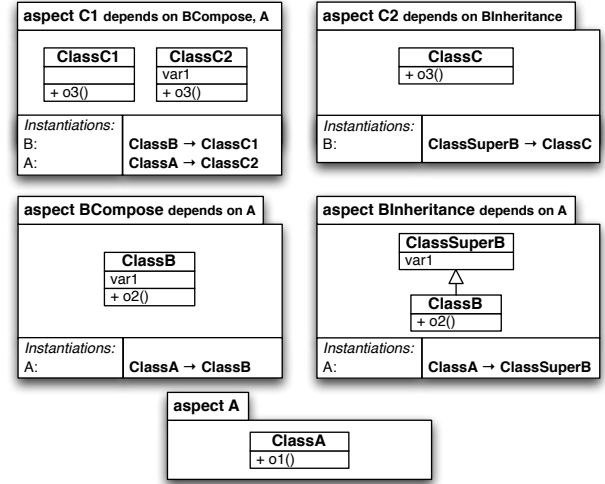 aspect C1 depends on BCompose, A
ClassC1
+ o3()
ClassC2
var1
+ o3()
Instantiations:
B: ClassB → ClassC1
A: ClassA → ClassC2
aspect C2 depends on BInheritance
ClassC
+ o3()
Instantiations:
B: ClassSuperB → ClassC
aspect BCompose depends on A
ClassB
var1
+ o2()
Instantiations:
A: ClassA → ClassB
aspect BInheritance depends on A
ClassSuperB
var1
ClassB
+ o2()
Instantiations:
A: ClassA → ClassSuperB
aspect A
ClassA
+ o1()